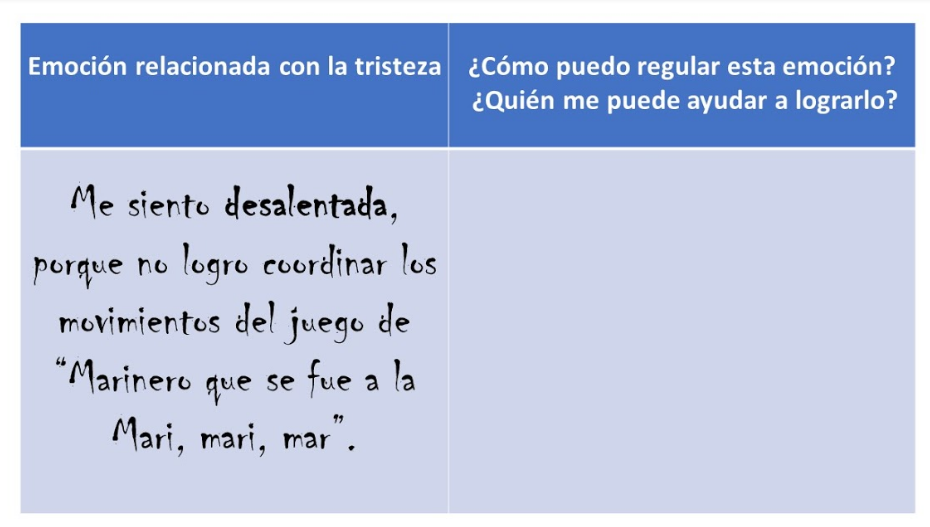 Emoción relacionada con la tristeza
¿Cómo puedo regular esta emoción?
¿Quién me puede ayudar a lograrlo?
Me siento desalentada,
porque no logro coordinar los
movimientos del juego de
“Marinero que se fue a la
Mari, mari, mar”.